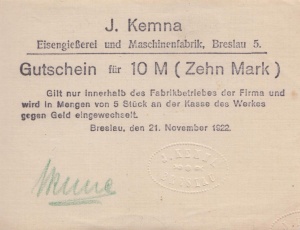 J. Kemna
Eisengießerei und Maschinenfabrik, Breslau 5.
Gutschein für 10 M ( Zehn Mark )
Gilt nur innerhalb des Fabrikbetriebes der Firma und
wird in Mengen von 5 Stück an der Kasse des Werkes
gegen Geld eingewechselt.
Breslau, den 21. November 1922.